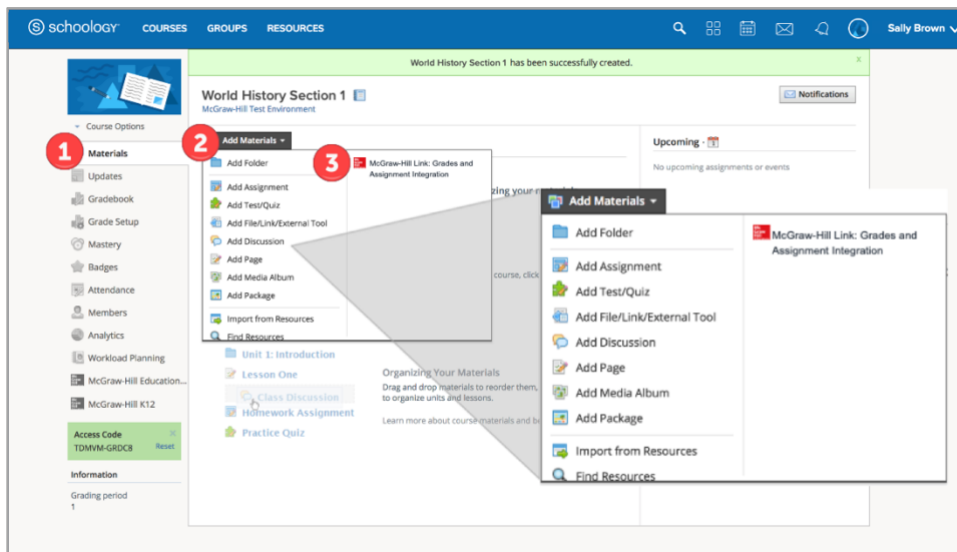 schoology COURSES GROUPS RESOURCES Sally Brown
World History Section 1 has been successfully created. x
World History Section 1
McGraw-Hill Test Environment
Notifications
Course Options
1 Materials
Updates
Gradebook
Grade Setup
Mastery
Badges
Attendance
Members
Analytics
Workload Planning
McGraw-Hill Education...
McGraw-Hill K12
Access Code x
TDMVM-GRDC8 Reset
Information
Grading period
1
2 Add Materials
Add Folder
Add Assignment
Add Test/Quiz
Add File/Link/External Tool
Add Discussion
Add Page
Add Media Album
Add Package
Import from Resources
Find Resources
3 McGraw-Hill Link: Grades and
Assignment Integration
zing your
course, click
Unit 1: Introduction
Lesson One
Class Discussion
Homework Assignment
Practice Quiz
Organizing Your Materials
Drag and drop materials to reorder them,
to organize units and lessons.
Learn more about course materials and
Upcoming ·
No upcoming assignments or events
Add Materials
Add Folder
Add Assignment
Add Test/Quiz
Add File/Link/External Tool
Add Discussion
Add Page
Add Media Album
Add Package
Import from Resources
Find Resources
McGraw-Hill Link: Grades and
Assignment Integration